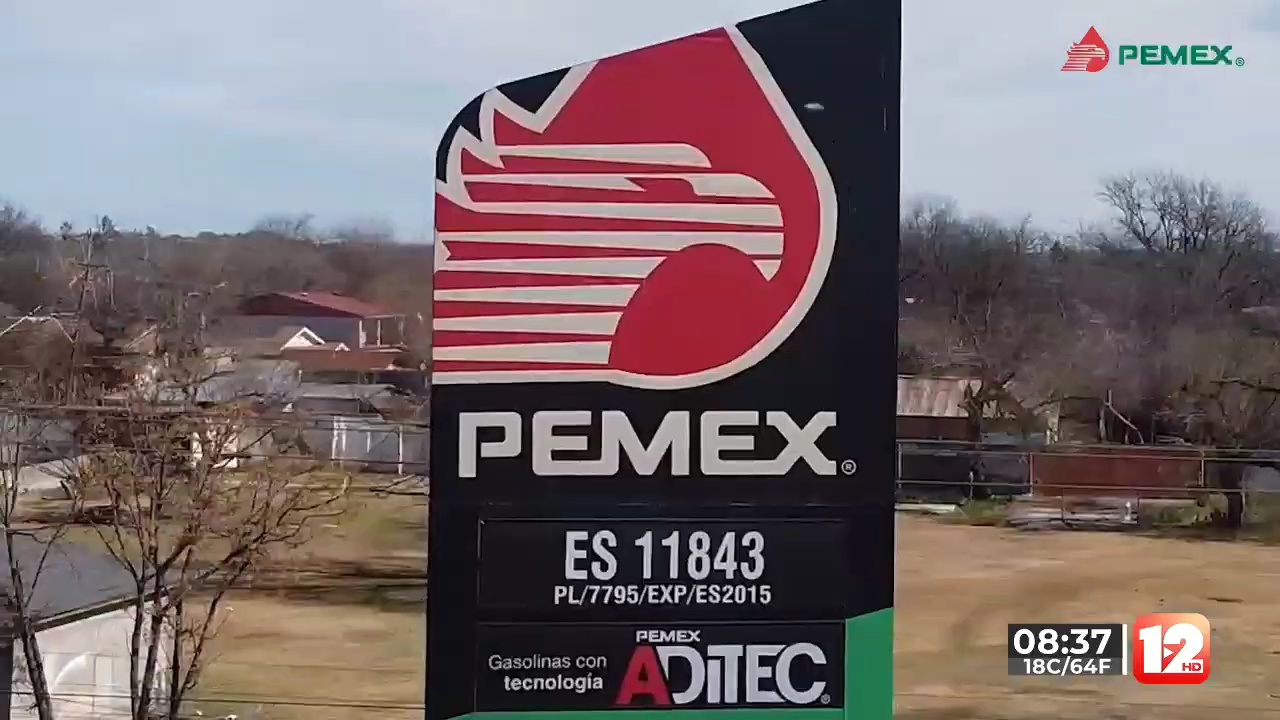 PEMEX®
PEMEX®
ES 11843
PL/7795/EXP/ES2015
PEMEX
Gasolinas con
tecnología
ADITEC®
08:37
18C/64F
12
HD